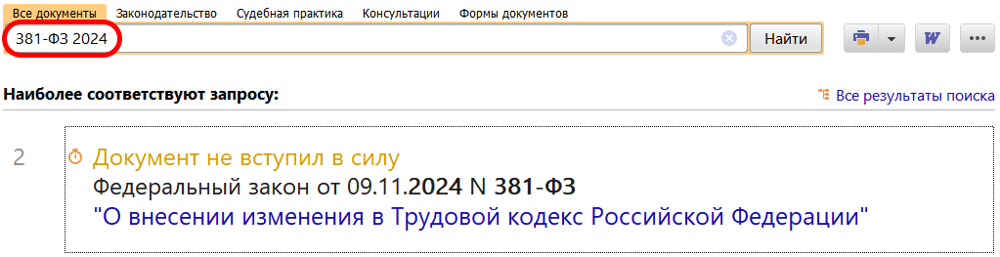 Все документы Законодательство Судебная практика Консультации Формы документов
381-ФЗ 2024 Найти W
Наиболее соответствуют запросу: Все результаты поиска
2 Документ не вступил в силу
Федеральный закон от 09.11.2024 N 381-ФЗ
"О внесении изменения в Трудовой кодекс Российской Федерации"